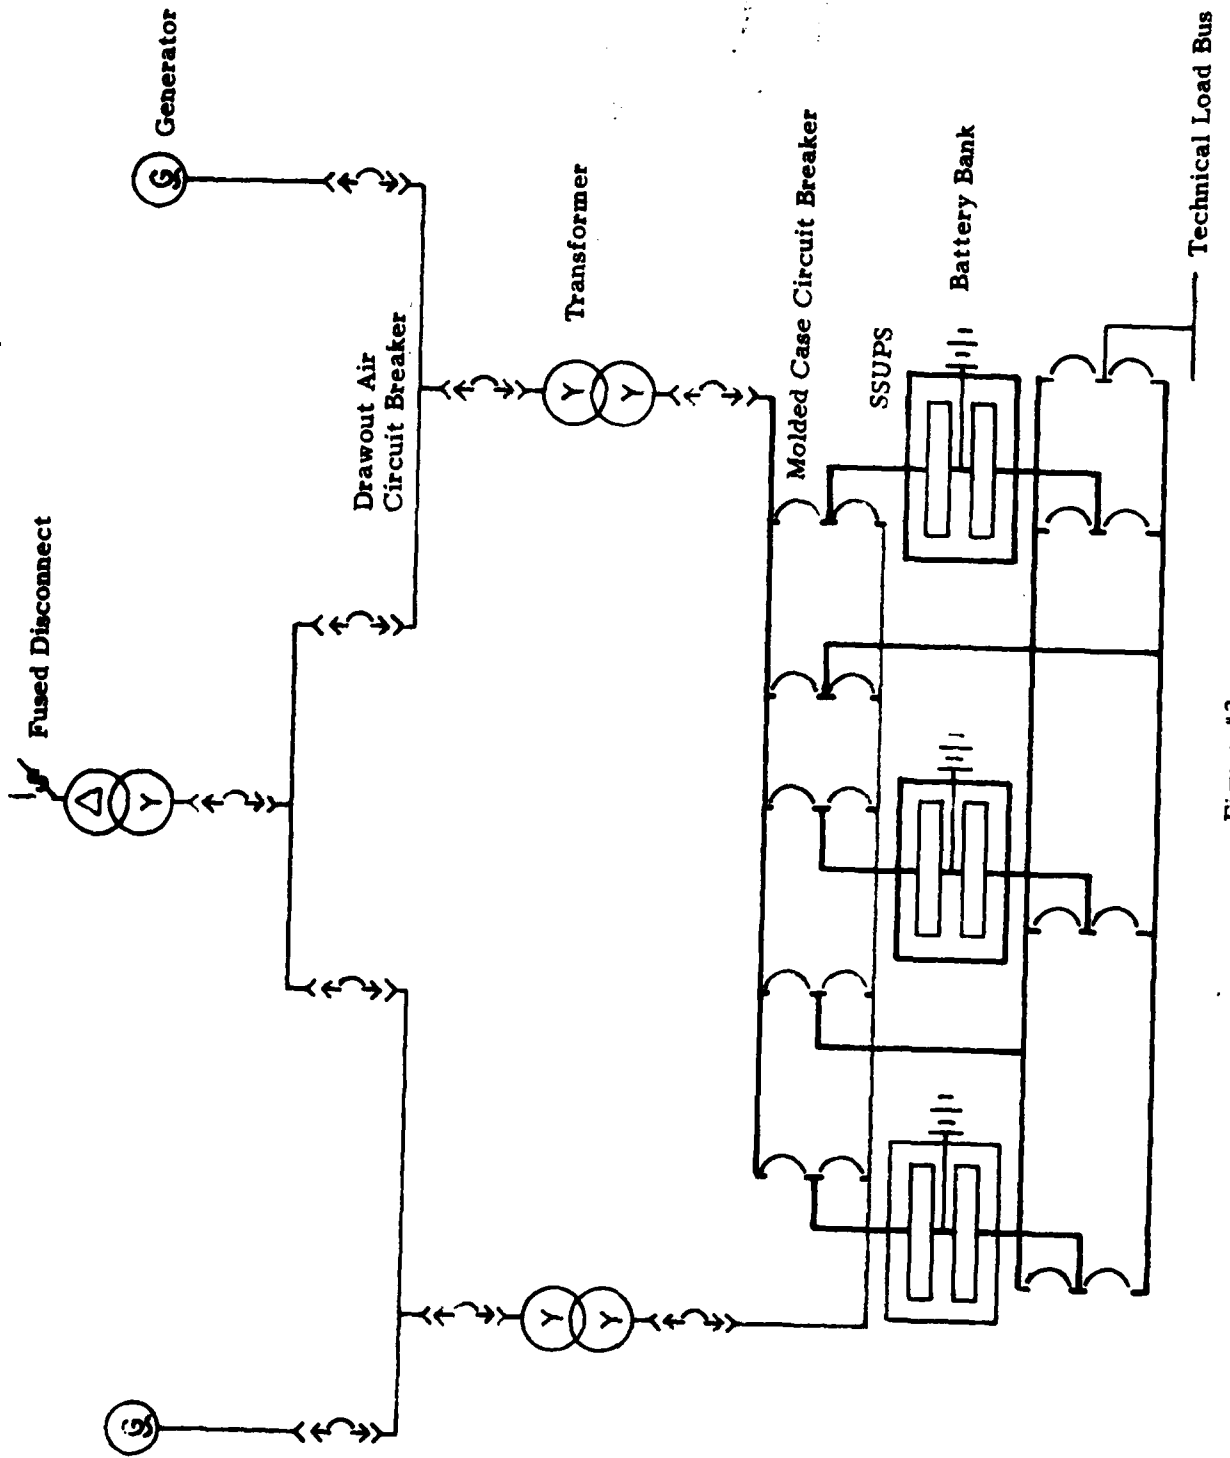 Fused Disconnect
Δ
Y
G
Generator
G
Drawout Air
Circuit Breaker
Transformer
Y
Y
Y
Y
Molded Case Circuit Breaker
SSUPS
Battery Bank
Technical Load Bus